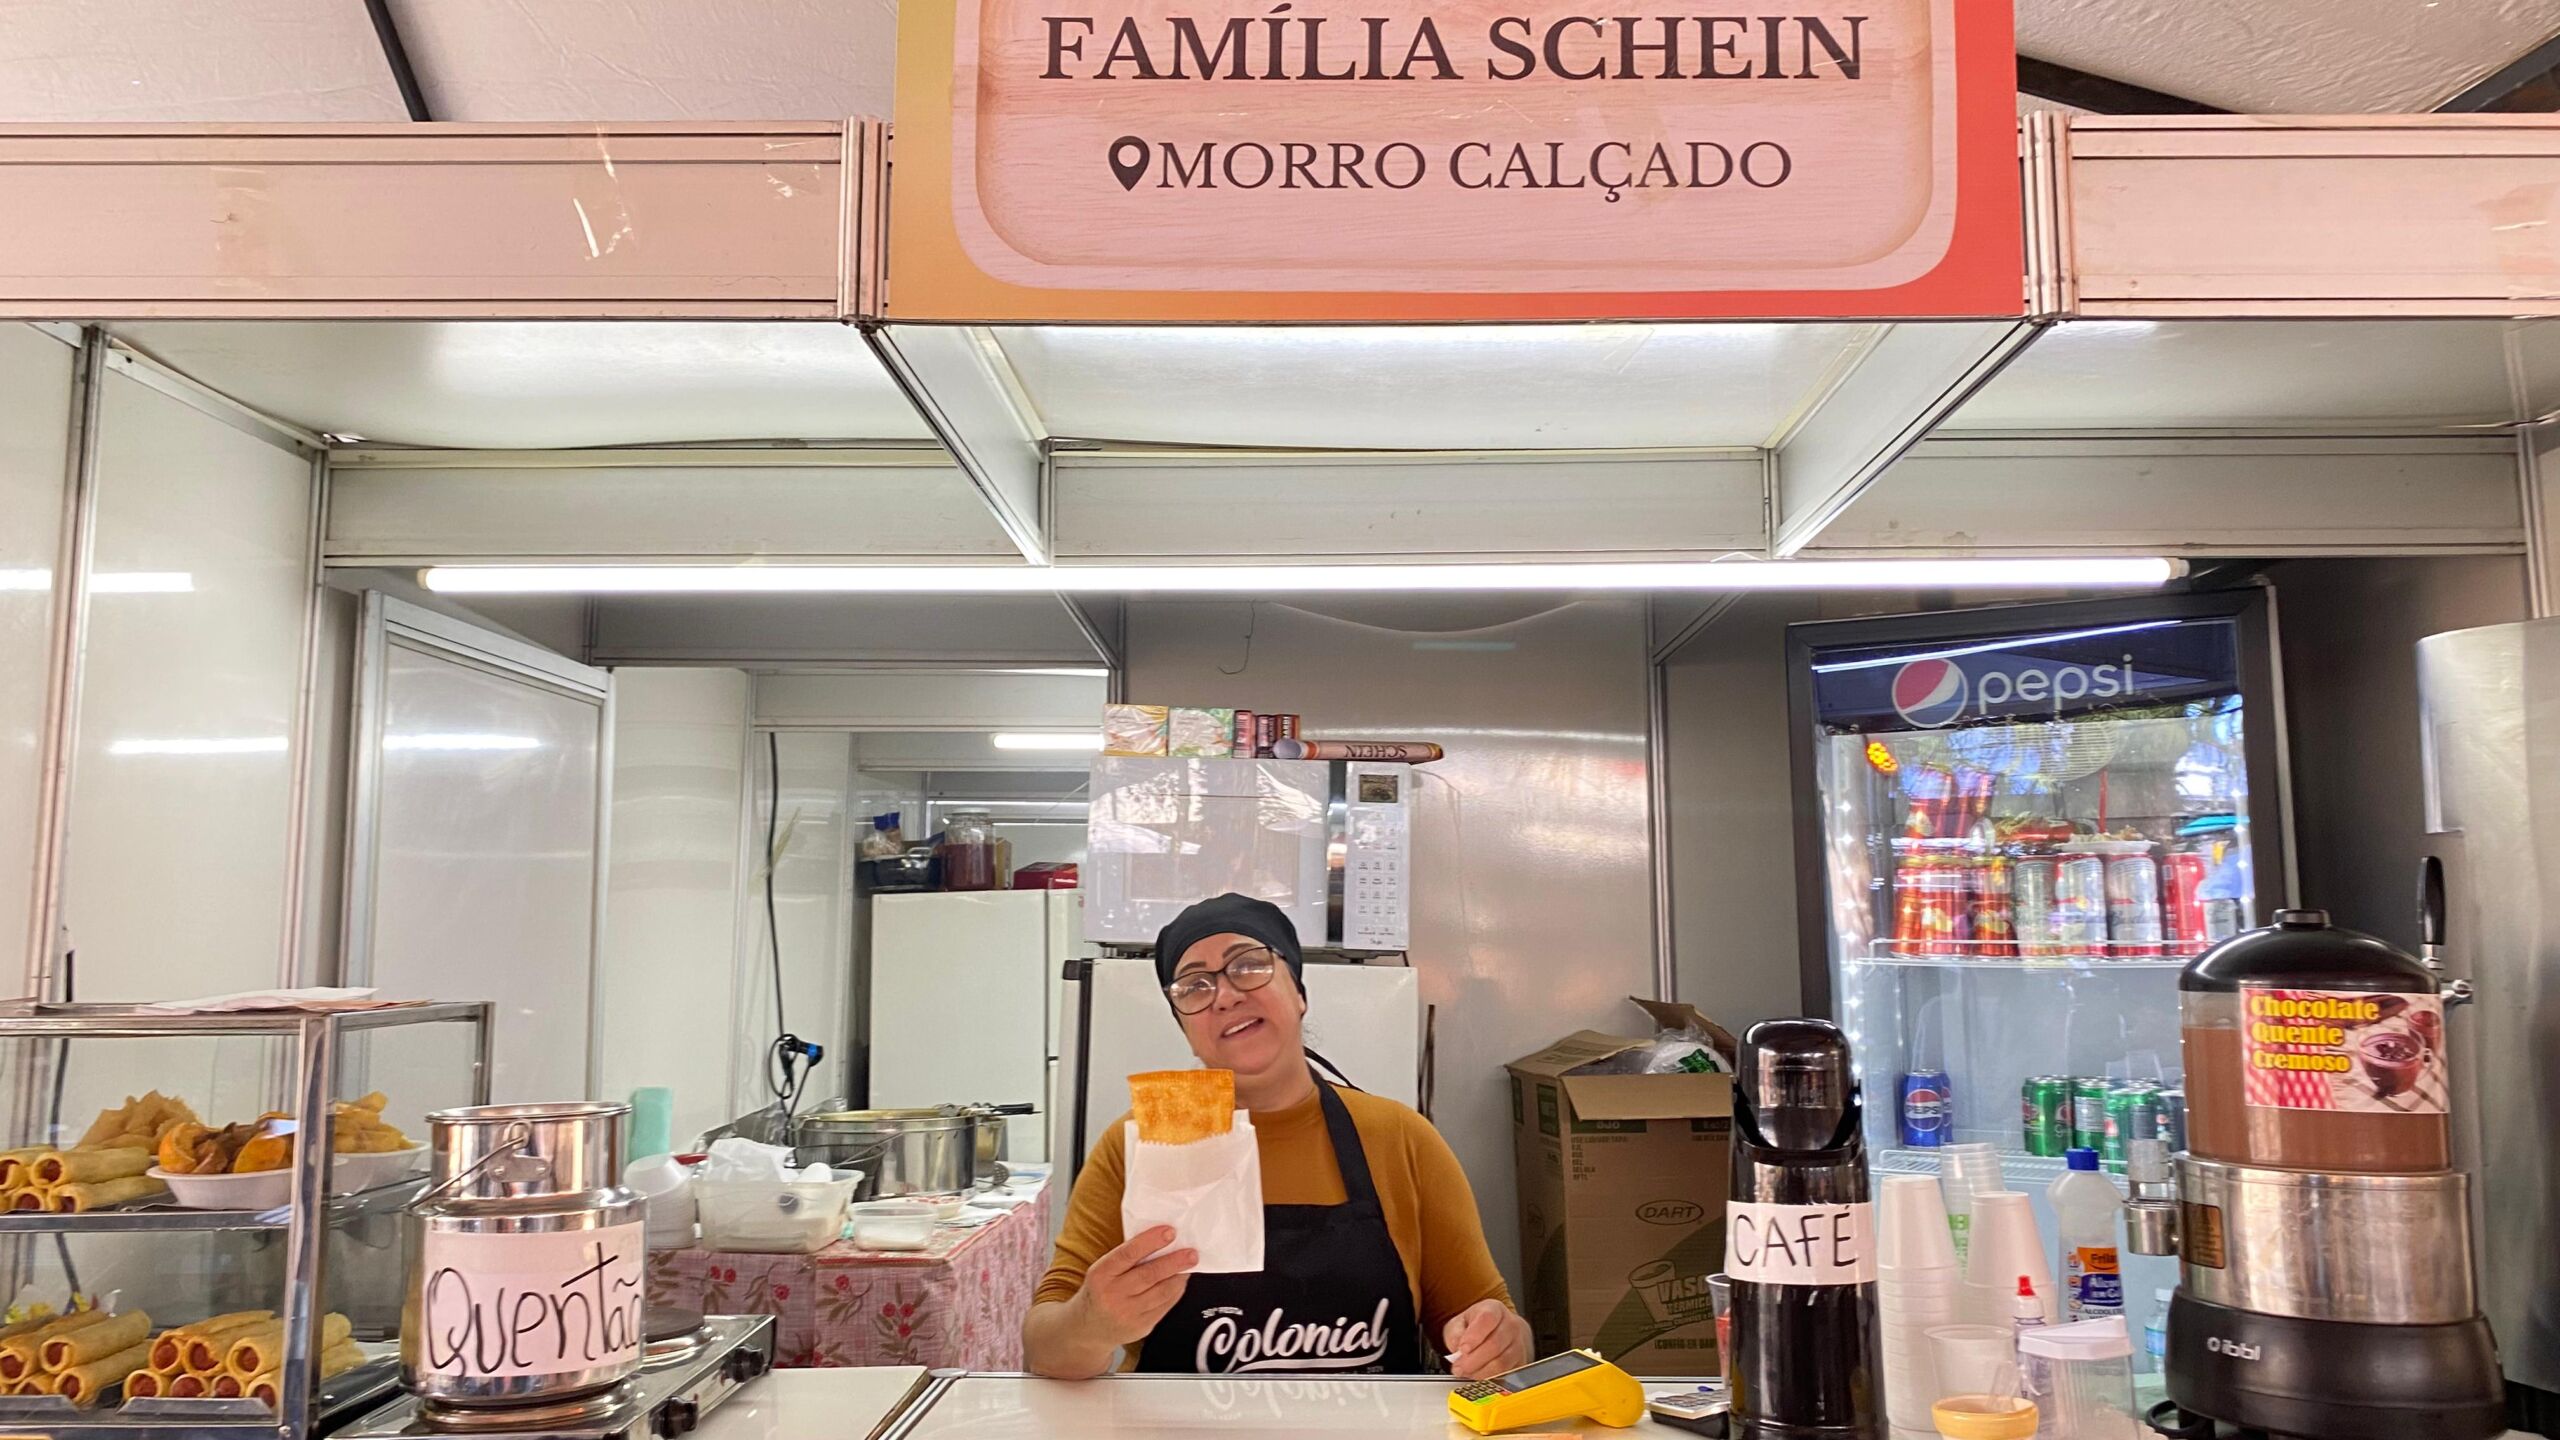 FAMÍLIA SCHEIN
MORRO CALÇADO
pepsi
SCHEIN
Chocolate
Quente
Cremoso
CAFÉ
DART
Quentão
Colonial
PEPSI
ibbl